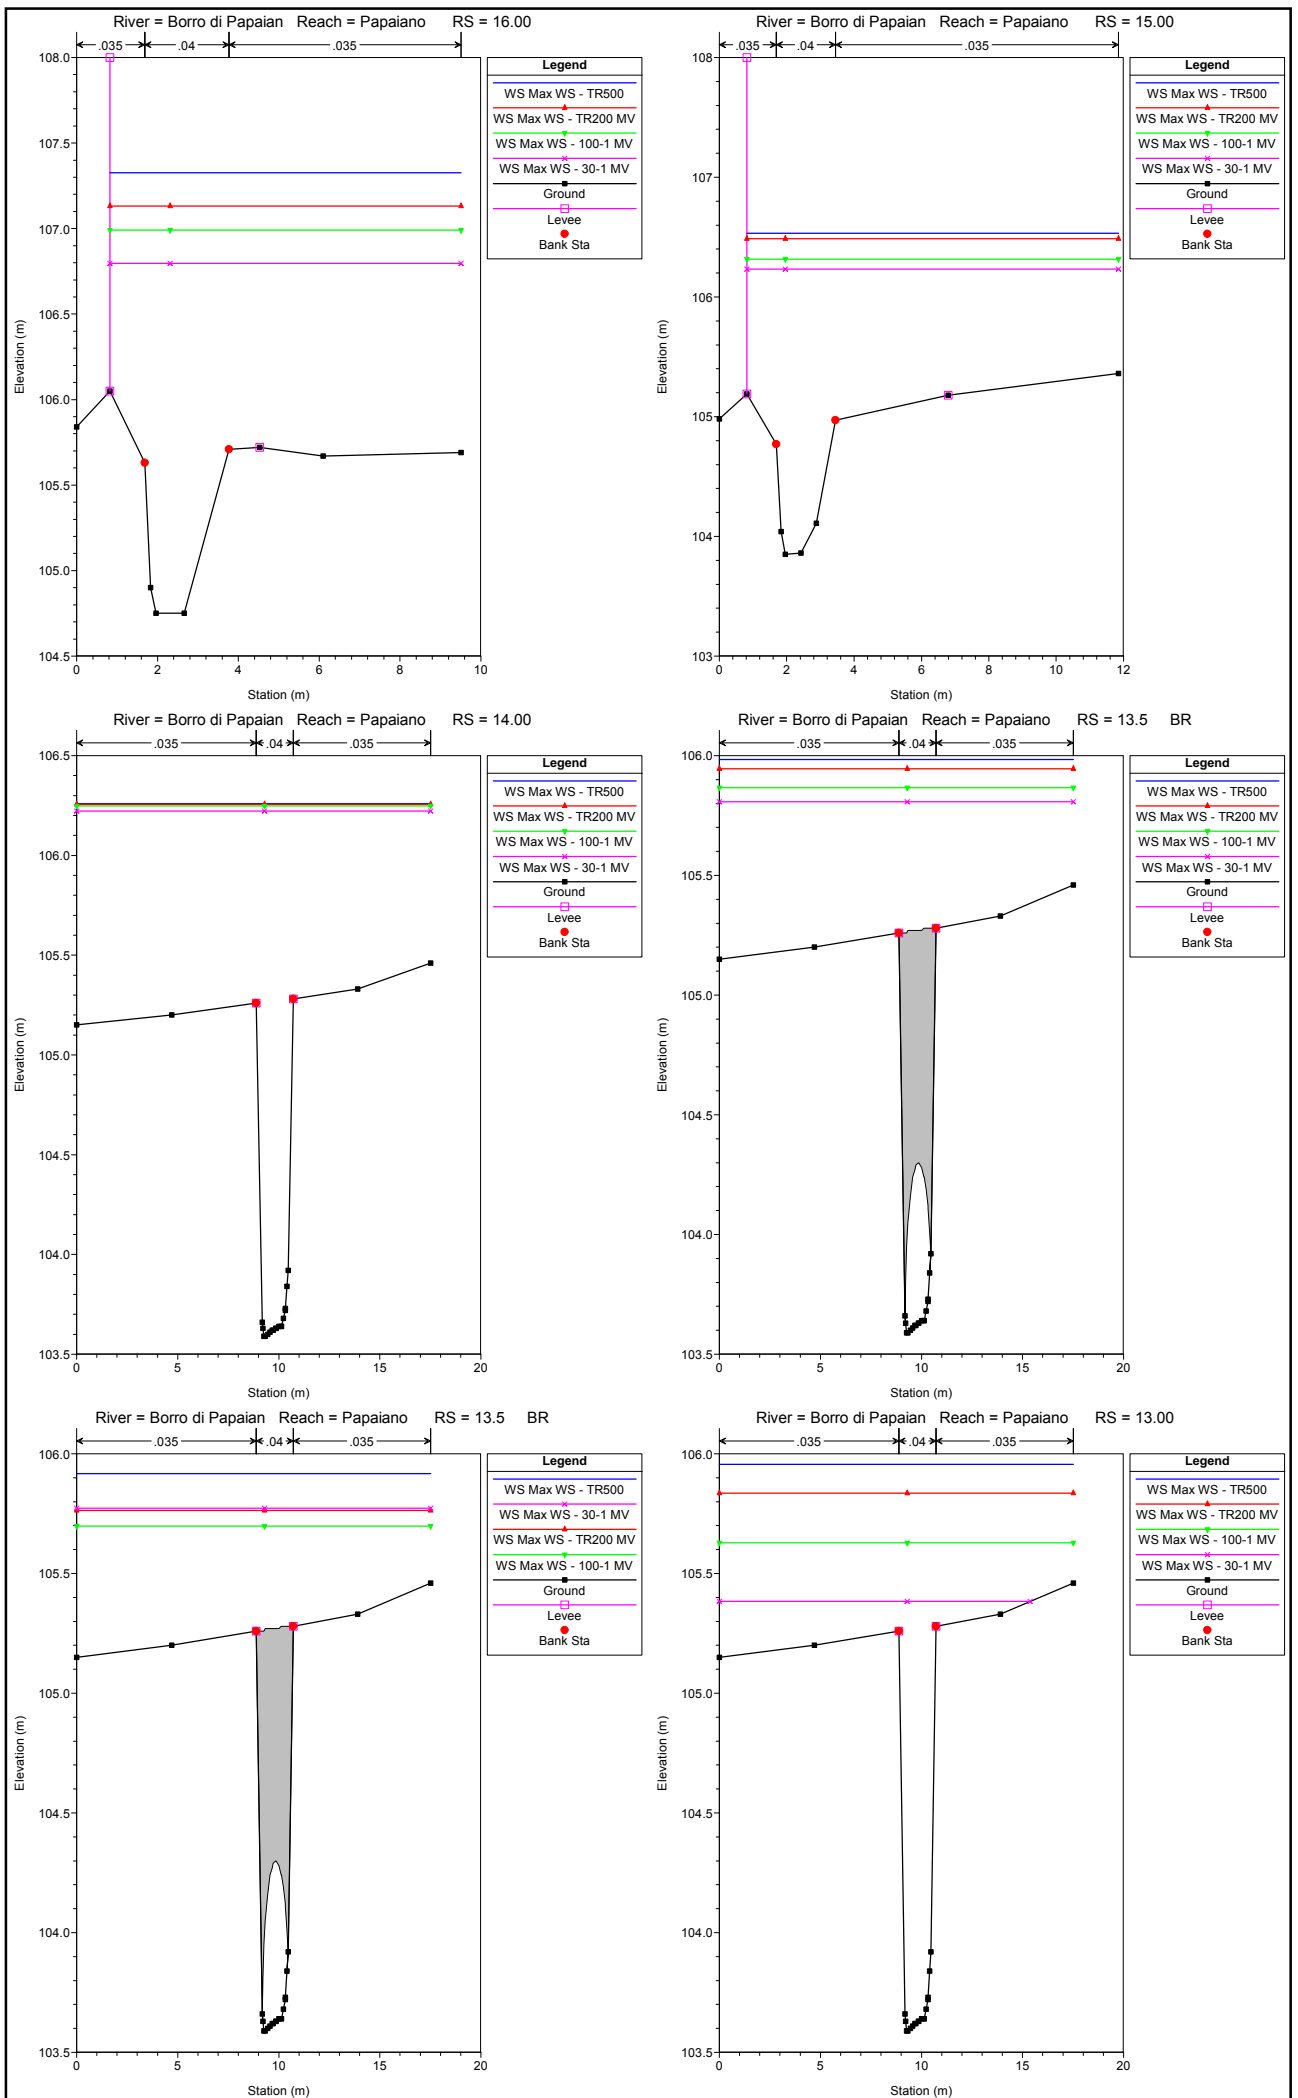 River = Borro di Papaian Reach = Papaiano RS = 16.00
.035 .04 .035
108.0
107.5
107.0
106.5
106.0
105.5
105.0
104.5
Elevation (m)
0 2 4 6 8 10
Station (m)
Legend
WS Max WS - TR500
WS Max WS - TR200 MV
WS Max WS - 100-1 MV
WS Max WS - 30-1 MV
Ground
Levee
Bank Sta
River = Borro di Papaian Reach = Papaiano RS = 15.00
.035 .04 .035
108
107
106
105
104
103
Elevation (m)
0 2 4 6 8 10 12
Station (m)
Legend
WS Max WS - TR500
WS Max WS - TR200 MV
WS Max WS - 100-1 MV
WS Max WS - 30-1 MV
Ground
Levee
Bank Sta
River = Borro di Papaian Reach = Papaiano RS = 14.00
.035 .04 .035
106.5
106.0
105.5
105.0
104.5
104.0
103.5
Elevation (m)
0 5 10 15 20
Station (m)
Legend
WS Max WS - TR500
WS Max WS - TR200 MV
WS Max WS - 100-1 MV
WS Max WS - 30-1 MV
Ground
Levee
Bank Sta
River = Borro di Papaian Reach = Papaiano RS = 13.5 BR
.035 .04 .035
106.0
105.5
105.0
104.5
104.0
103.5
Elevation (m)
0 5 10 15 20
Station (m)
Legend
WS Max WS - TR500
WS Max WS - TR200 MV
WS Max WS - 100-1 MV
WS Max WS - 30-1 MV
Ground
Levee
Bank Sta
River = Borro di Papaian Reach = Papaiano RS = 13.5 BR
.035 .04 .035
106.0
105.5
105.0
104.5
104.0
103.5
Elevation (m)
0 5 10 15 20
Station (m)
Legend
WS Max WS - TR500
WS Max WS - 30-1 MV
WS Max WS - TR200 MV
WS Max WS - 100-1 MV
Ground
Levee
Bank Sta
River = Borro di Papaian Reach = Papaiano RS = 13.00
.035 .04 .035
106.0
105.5
105.0
104.5
104.0
103.5
Elevation (m)
0 5 10 15 20
Station (m)
Legend
WS Max WS - TR500
WS Max WS - TR200 MV
WS Max WS - 100-1 MV
WS Max WS - 30-1 MV
Ground
Levee
Bank Sta